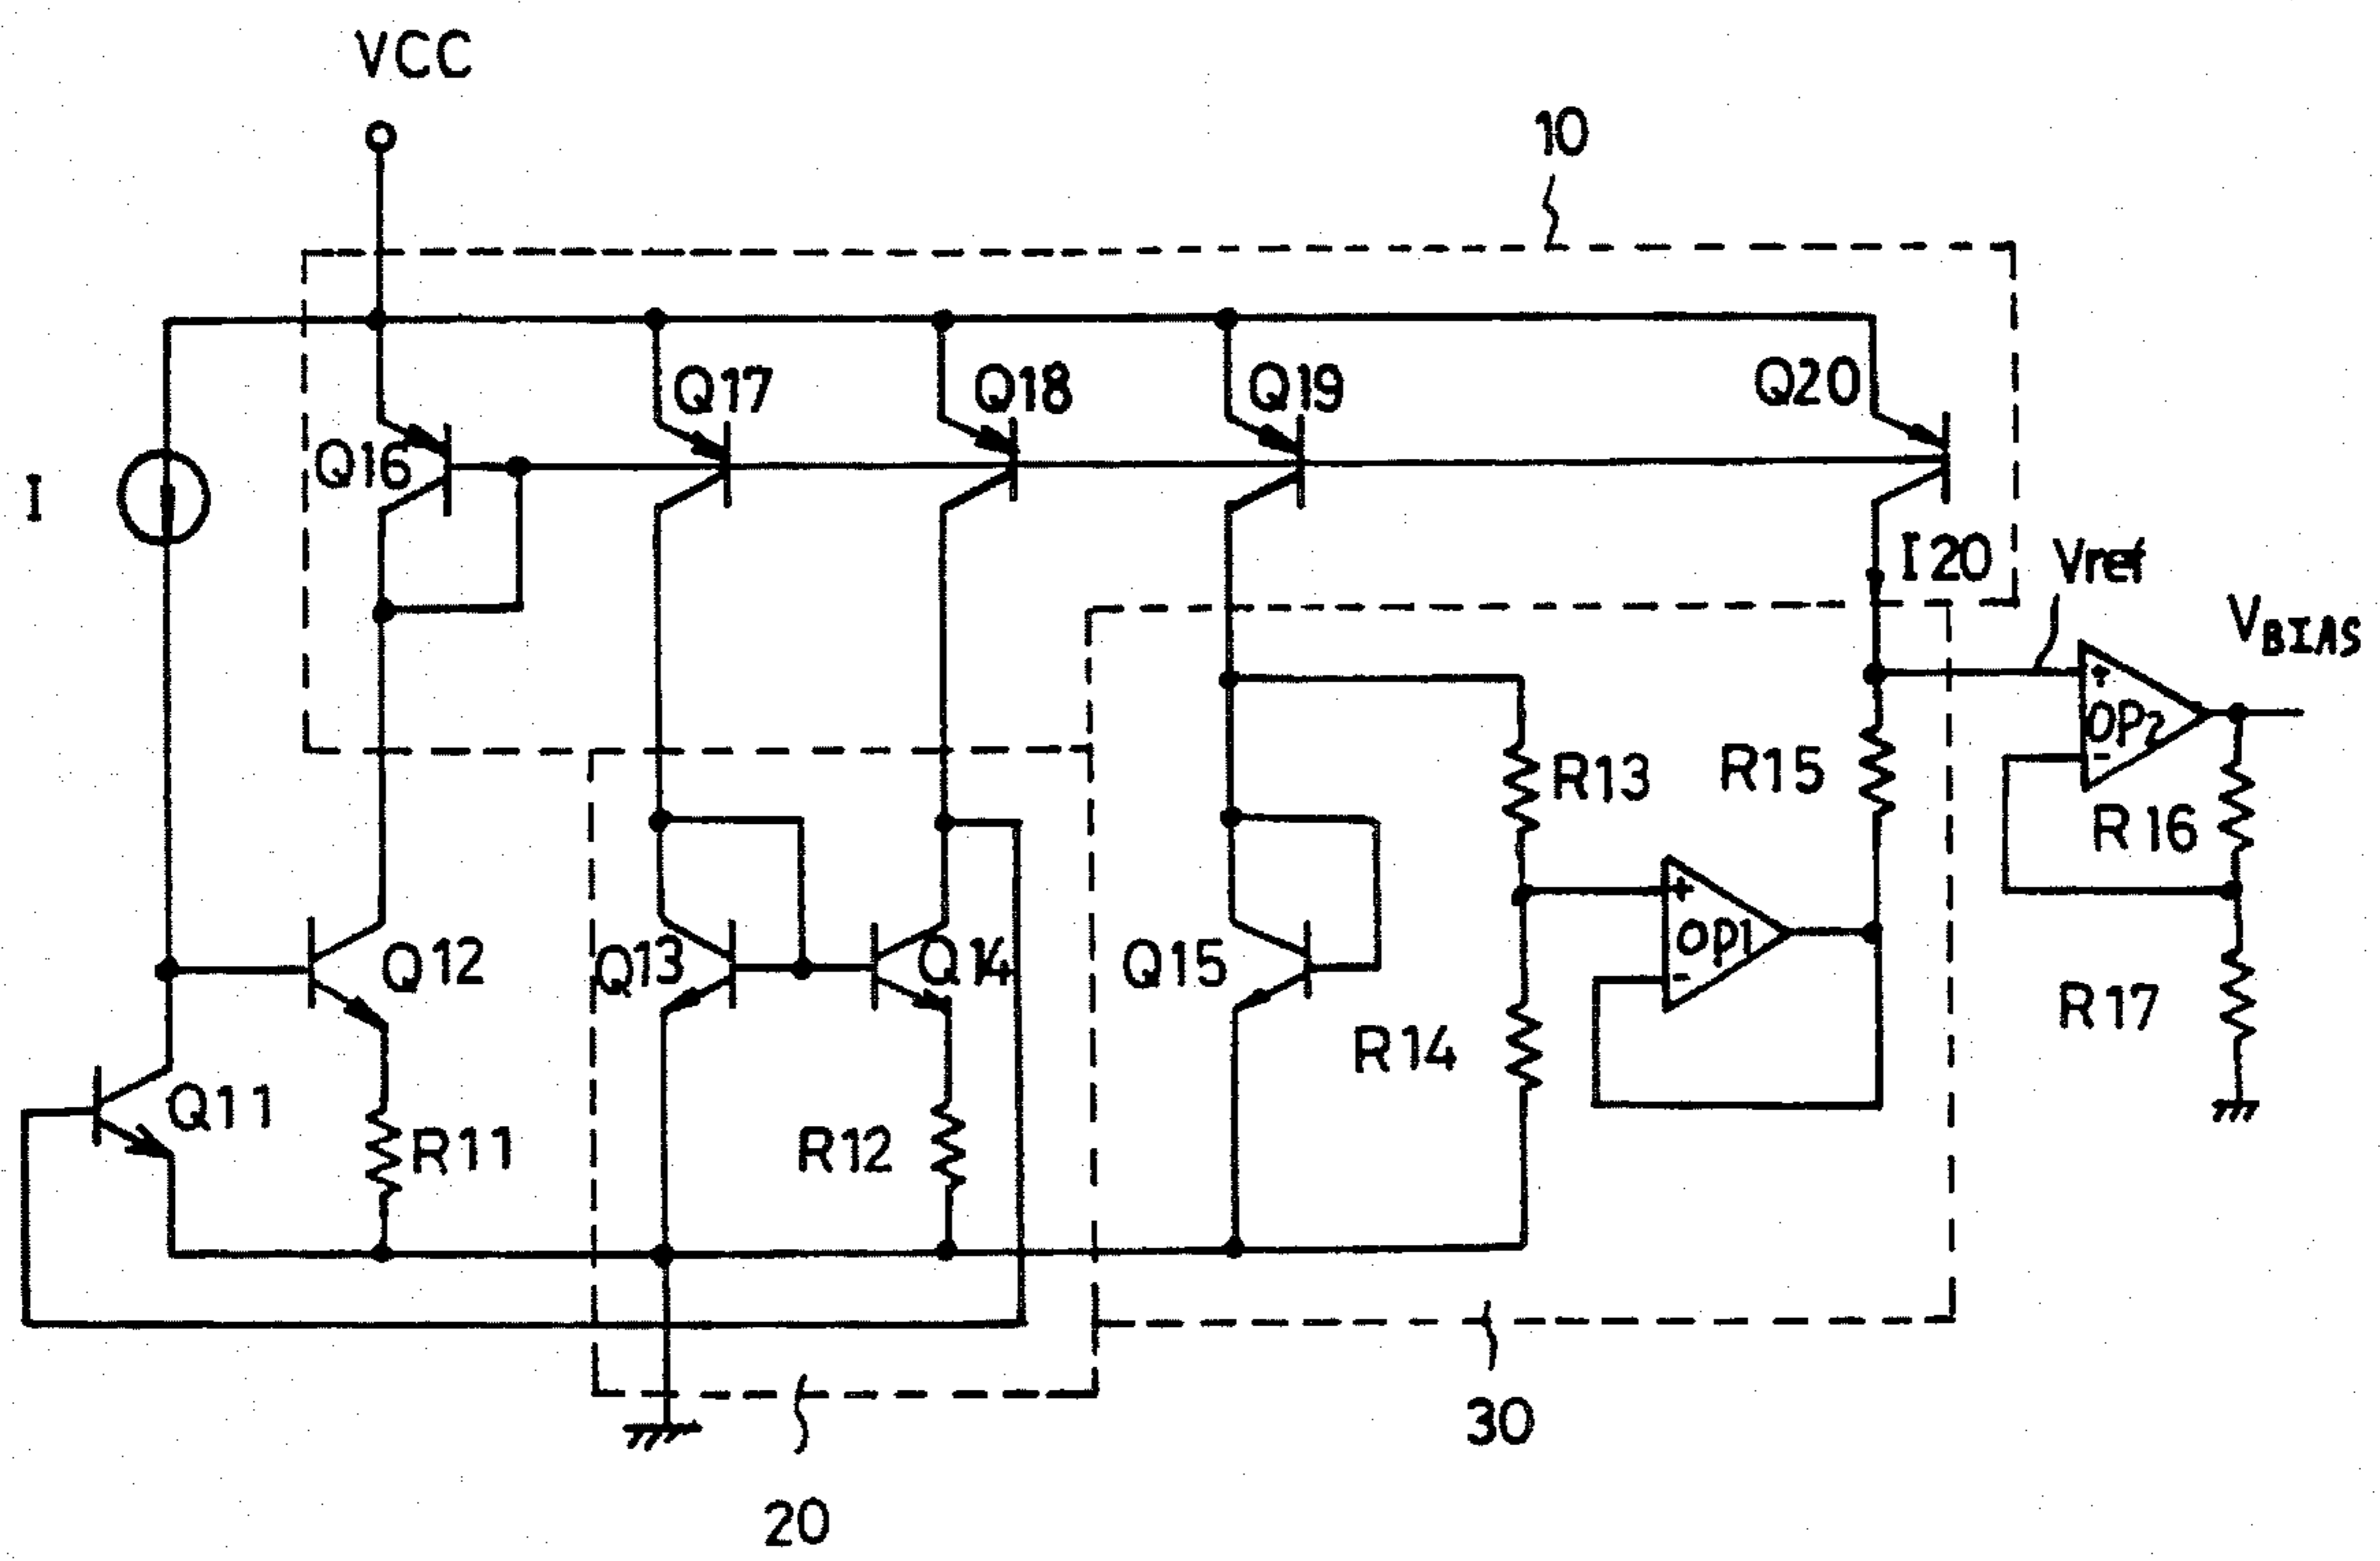 VCC
10
Q16
Q17
Q18
Q19
Q20
I
I20
Vref
VBIAS
+
OP2
-
R13
R15
R16
+
OP1
-
Q12
Q13
Q14
Q15
R14
R17
Q11
R11
R12
30
20